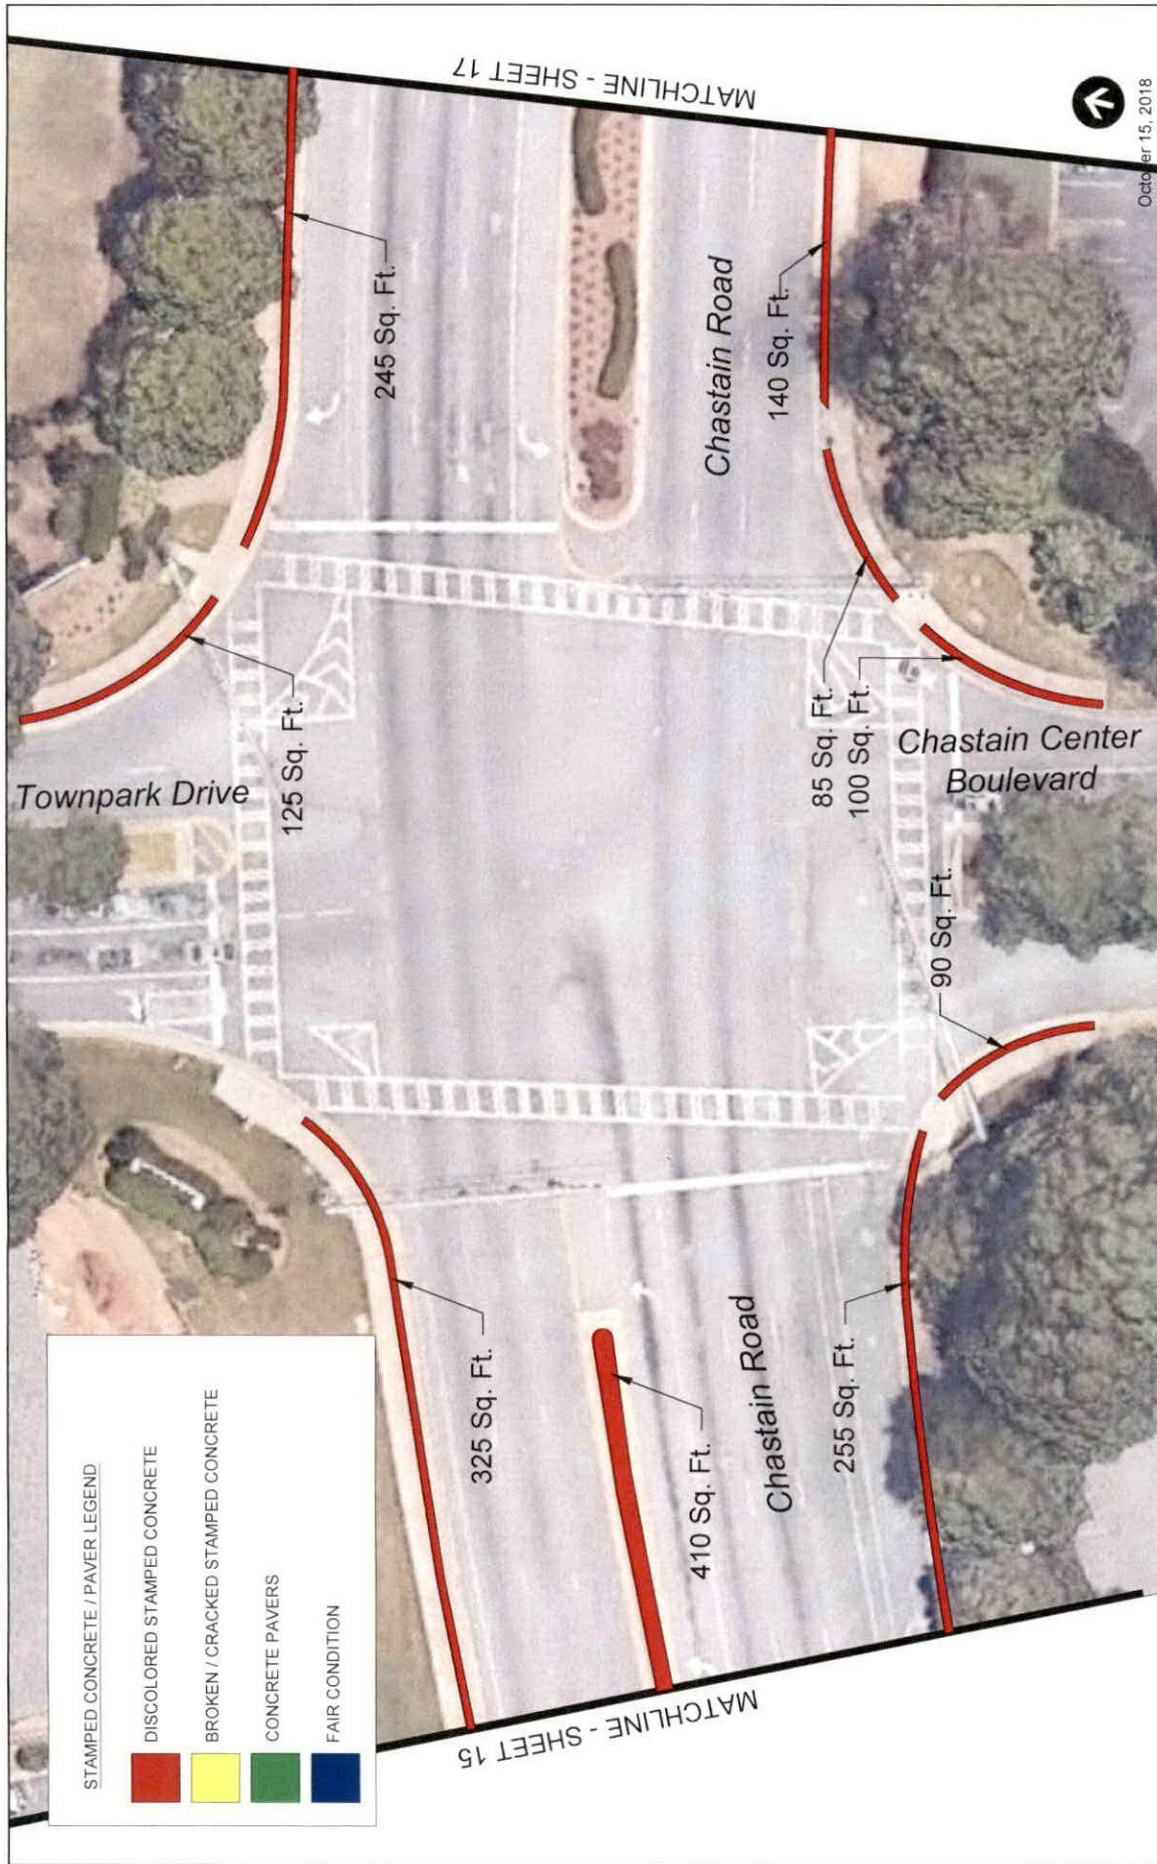 STAMPED CONCRETE / PAVER LEGEND
DISCOLORED STAMPED CONCRETE
BROKEN / CRACKED STAMPED CONCRETE
CONCRETE PAVERS
FAIR CONDITION
Townpark Drive
125 Sq. Ft.
245 Sq. Ft.
325 Sq. Ft.
410 Sq. Ft.
Chastain Road
255 Sq. Ft.
90 Sq. Ft.
85 Sq. Ft.
100 Sq. Ft.
Chastain Center
Boulevard
Chastain Road
140 Sq. Ft.
MATCHLINE - SHEET 15
MATCHLINE - SHEET 17
October 15, 2018